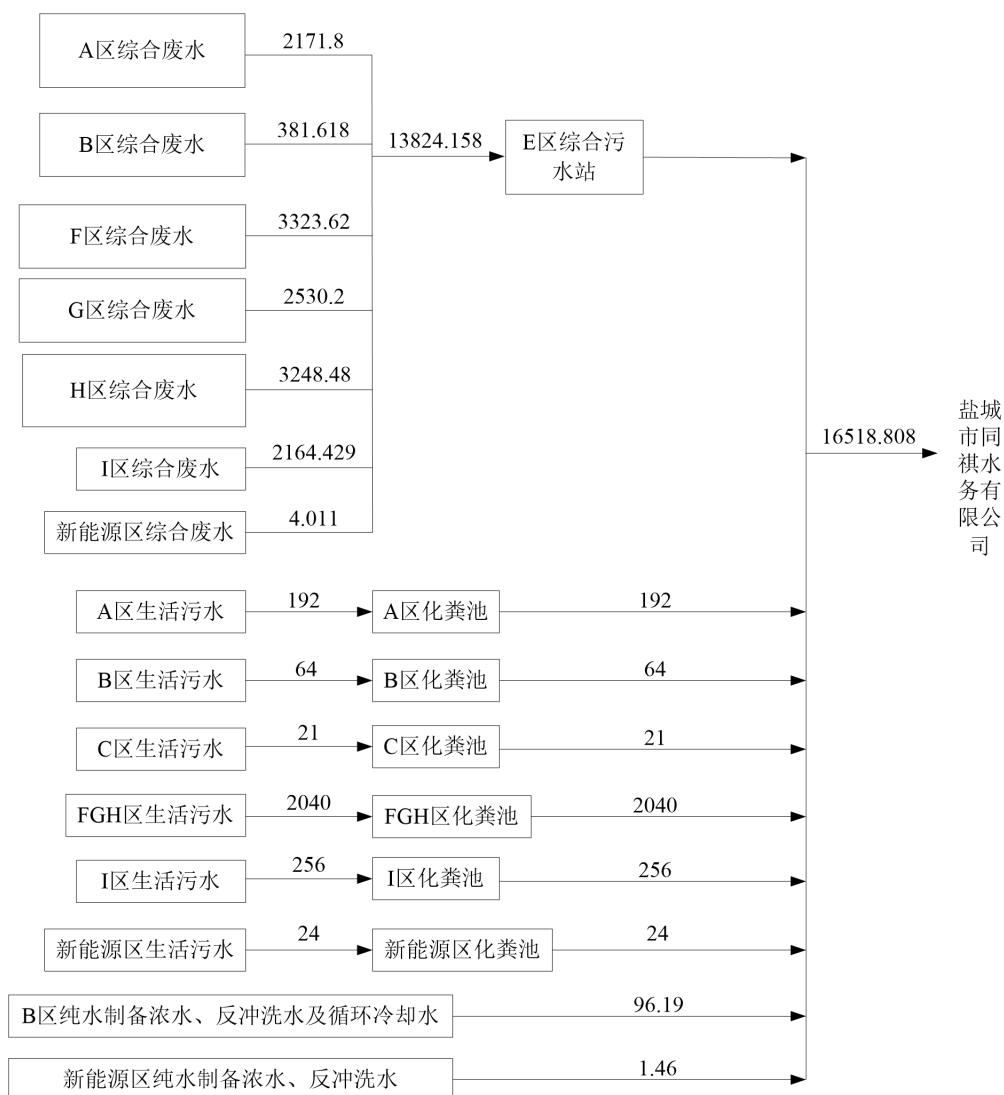 A区综合废水
2171.8
B区综合废水
381.618
13824.158
E区综合污
水站
F区综合废水
3323.62
G区综合废水
2530.2
H区综合废水
3248.48
I区综合废水
2164.429
新能源区综合废水
4.011
16518.808
盐城
市同
祺水
务有
限公
司
A区生活污水
192
A区化粪池
192
B区生活污水
64
B区化粪池
64
C区生活污水
21
C区化粪池
21
FGH区生活污水
2040
FGH区化粪池
2040
I区生活污水
256
I区化粪池
256
新能源区生活污水
24
新能源区化粪池
24
B区纯水制备浓水、反冲洗水及循环冷却水
96.19
新能源区纯水制备浓水、反冲洗水
1.46